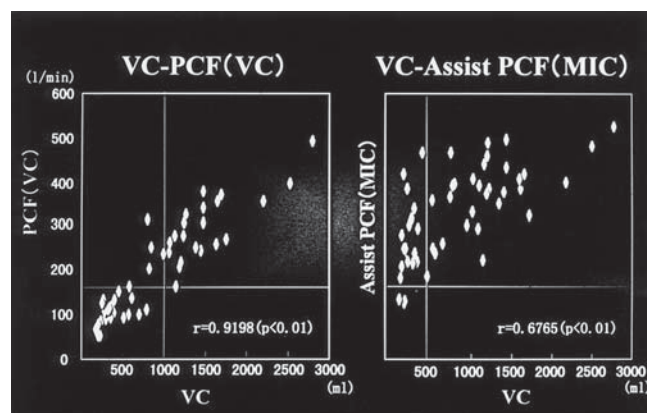 VC-PCF(VC)
(l/min)
600
500
400
300
200
100
0
PCF(VC)
r=0.9198(p<0.01)
500
1000
1500
2000
2500
3000
(ml)
VC
VC-Assist PCF(MIC)
Assist PCF(MIC)
r=0.6765(p<0.01)
500
1000
1500
2000
2500
3000
(ml)
VC